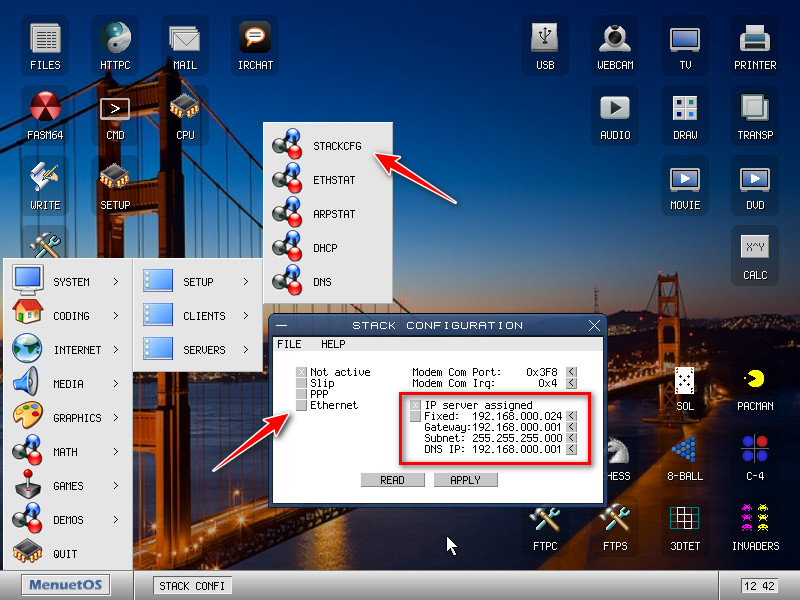 FILES
HTTPC
MAIL
IRCHAT
USB
WEBCAM
TV
PRINTER
FASM64
CMD
CPU
AUDIO
DRAW
TRANSP
WRITE
SETUP
MOVIE
DVD
X^Y
CALC
STACKCFG
ETHSTAT
ARPSTAT
DHCP
DNS
SYSTEM >
CODING >
INTERNET >
MEDIA >
GRAPHICS >
MATH >
GAMES >
DEMOS >
QUIT
SETUP >
CLIENTS >
SERVERS >
STACK CONFIGURATION
FILE HELP
x Not active
Slip
PPP
Ethernet
Modem Com Port: 0x3F8 <
Modem Com Irq: 0x4 <
x IP server assigned
Fixed: 192.168.000.024 <
Gateway:192.168.000.001 <
Subnet: 255.255.255.000 <
DNS IP: 192.168.000.001 <
READ
APPLY
SOL
PACMAN
HESS
8-BALL
C-4
FTPC
FTPS
3DTET
INVADERS
MenuetOS
STACK CONFI
12 42